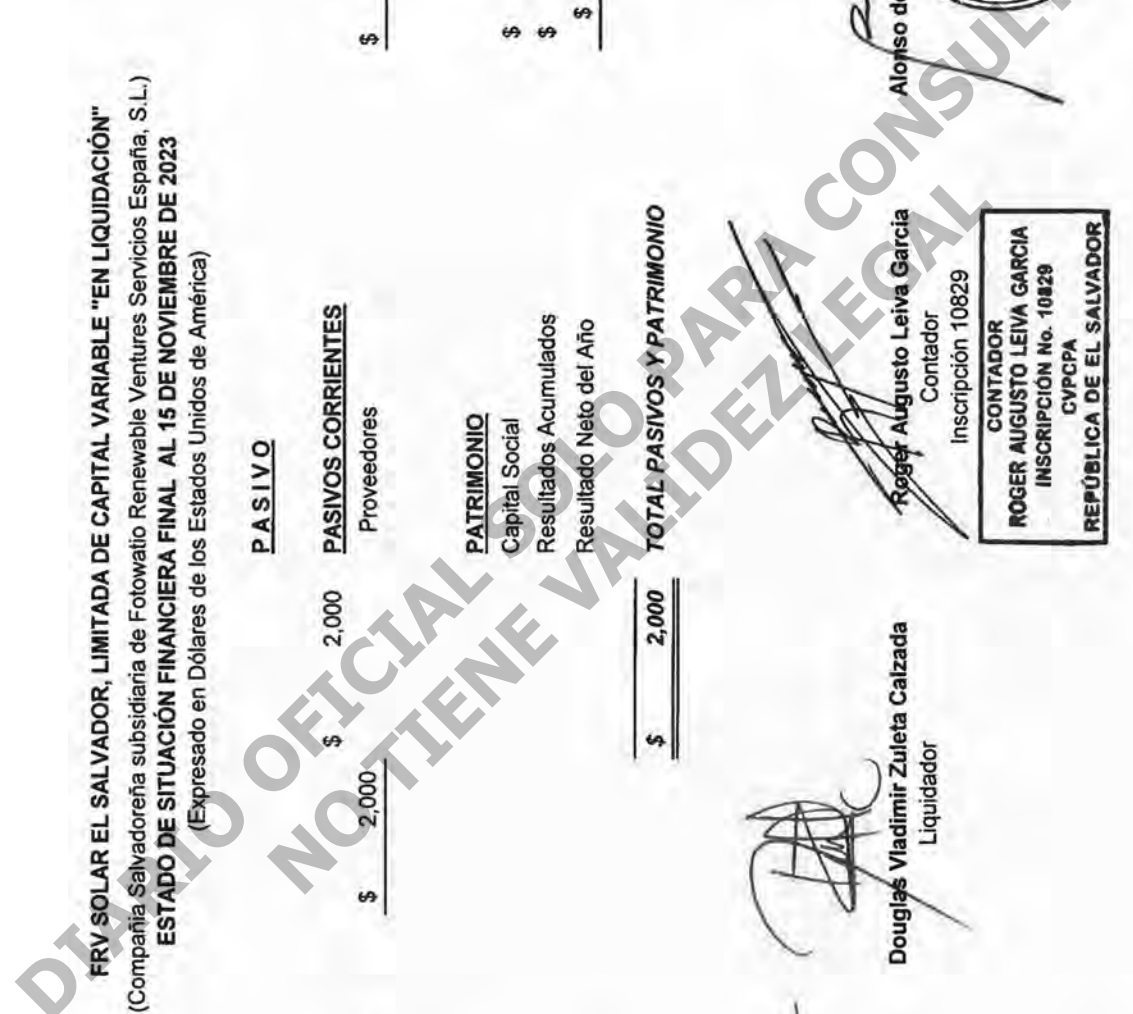 FRV SOLAR EL SALVADOR, LIMITADA DE CAPITAL VARIABLE "EN LIQUIDACIÓN"
(Compañia Salvadoreña subsidiaria de Fotowatio Renewable Ventures Servicios España, S.L.)
ESTADO DE SITUACIÓN FINANCIERA FINAL AL 15 DE NOVIEMBRE DE 2023
(Expresado en Dólares de los Estados Unidos de América)
P A S I V O
$ 2,000 PASIVOS CORRIENTES
$ 2,000 Proveedores $
PATRIMONIO
Capital Social $
Resultados Acumulados $
Resultado Neto del Año $
$ 2,000 TOTAL PASIVOS Y PATRIMONIO
Douglas Vladimir Zuleta Calzada
Liquidador
Roger Augusto Leiva Garcia
Contador
Inscripción 10829
CONTADOR
ROGER AUGUSTO LEIVA GARCIA
INSCRIPCIÓN No. 10829
CVPCPA
REPÚBLICA DE EL SALVADOR
Alonso de
DIARIO OFICIAL SOLO PARA CONSUL
NO TIENE VALIDEZ LEGAL